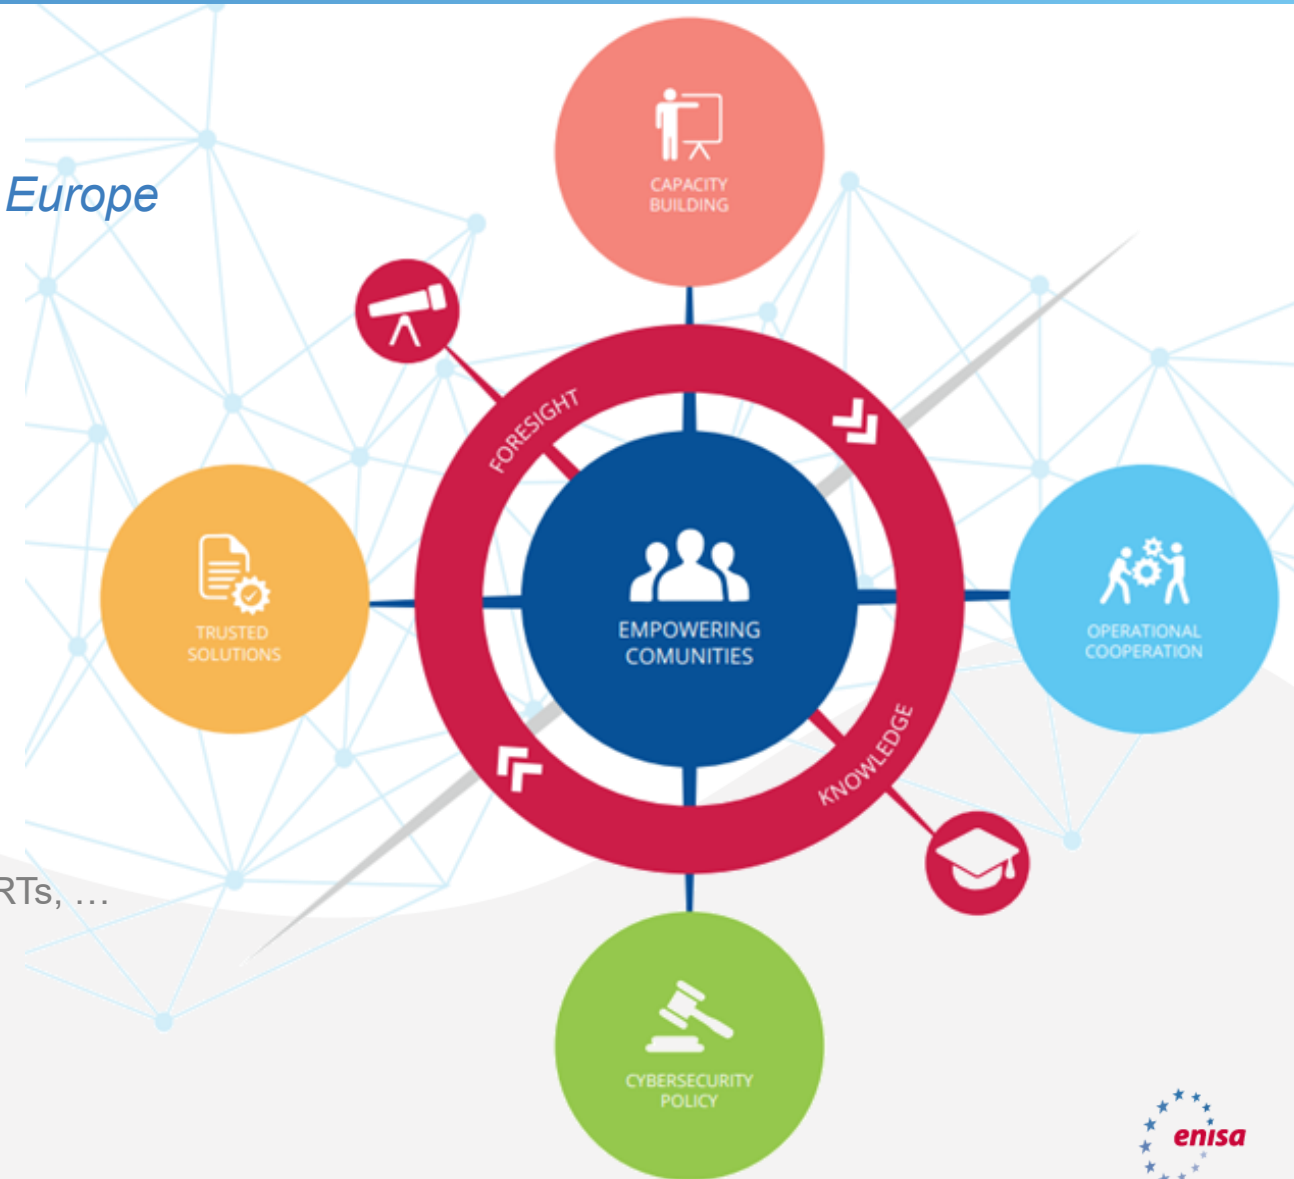 CAPACITY
BUILDING
Europe
FORESIGHT
EMPOWERING
COMUNITIES
TRUSTED
SOLUTIONS
OPERATIONAL
COOPERATION
KNOWLEDGE
RTs, …
CYBERSECURITY
POLICY
enisa